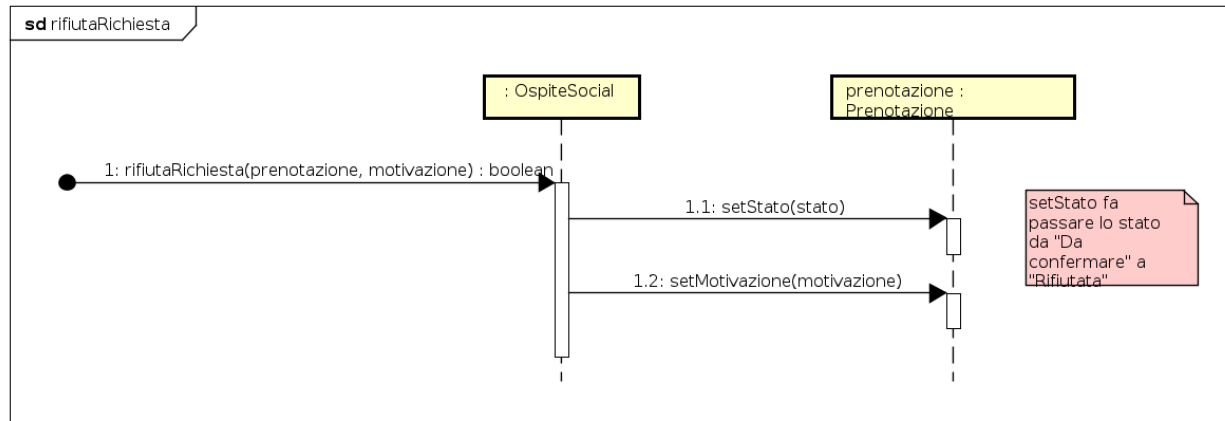 sd rifiutaRichiesta
: OspiteSocial
prenotazione :
Prenotazione
1: rifiutaRichiesta(prenotazione, motivazione) : boolean
1.1: setStato(stato)
setStato fa
passare lo stato
da "Da
confermare" a
"Rifiutata"
1.2: setMotivazione(motivazione)